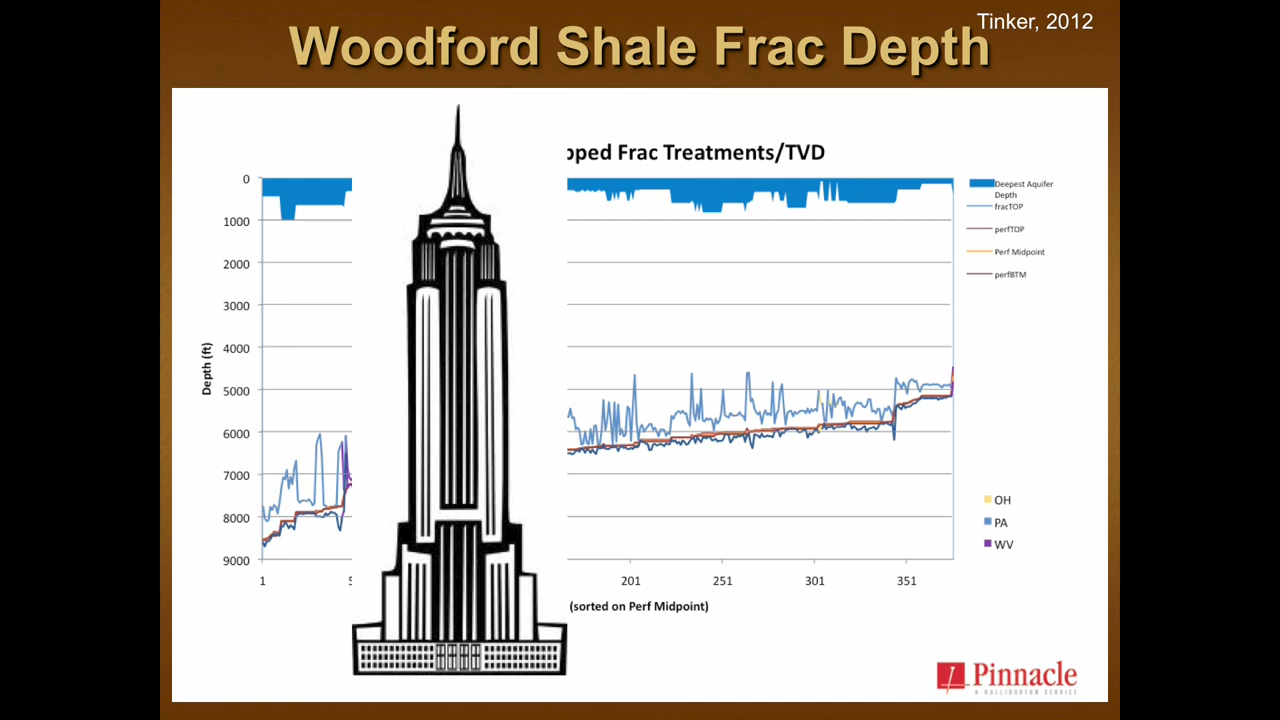 Tinker, 2012
Woodford Shale Frac Depth
Frac Treatments/TVD
0
1000
2000
3000
4000
5000
6000
7000
8000
9000
Depth (ft)
1
201
251
301
351
(sorted on Perf Midpoint)
Deepest Aquifer
Depth
fracTOP
perfTOP
Perf Midpoint
perfBTM
OH
PA
WV
Pinnacle
A HALLIBURTON SERVICE